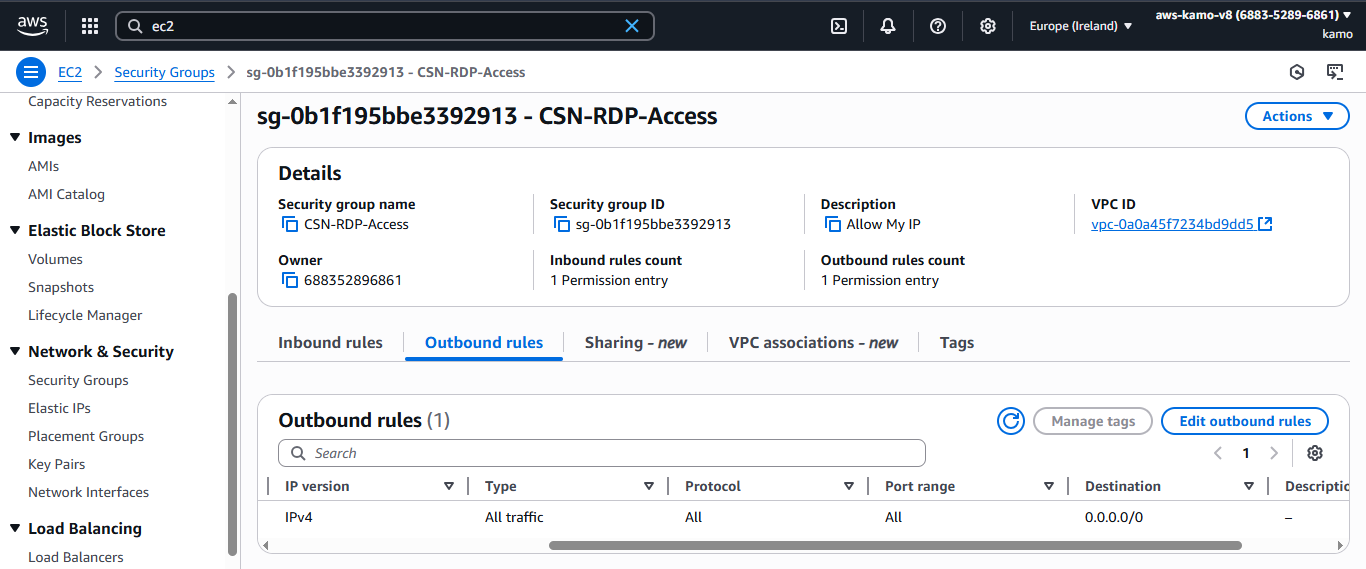 aws
ec2
Europe (Ireland)
aws-kamo-v8 (6883-5289-6861)
kamo
EC2
Security Groups
sg-0b1f195bbe3392913 - CSN-RDP-Access
Capacity Reservations
Images
AMIs
AMI Catalog
Elastic Block Store
Volumes
Snapshots
Lifecycle Manager
Network & Security
Security Groups
Elastic IPs
Placement Groups
Key Pairs
Network Interfaces
Load Balancing
Load Balancers
sg-0b1f195bbe3392913 - CSN-RDP-Access
Actions
Details
Security group name
CSN-RDP-Access
Security group ID
sg-0b1f195bbe3392913
Description
Allow My IP
VPC ID
vpc-0a0a45f7234bd9dd5
Owner
688352896861
Inbound rules count
1 Permission entry
Outbound rules count
1 Permission entry
Inbound rules
Outbound rules
Sharing - new
VPC associations - new
Tags
Outbound rules (1)
Manage tags
Edit outbound rules
Search
1
IP version
Type
Protocol
Port range
Destination
Descriptio
IPv4
All traffic
All
All
0.0.0.0/0
–